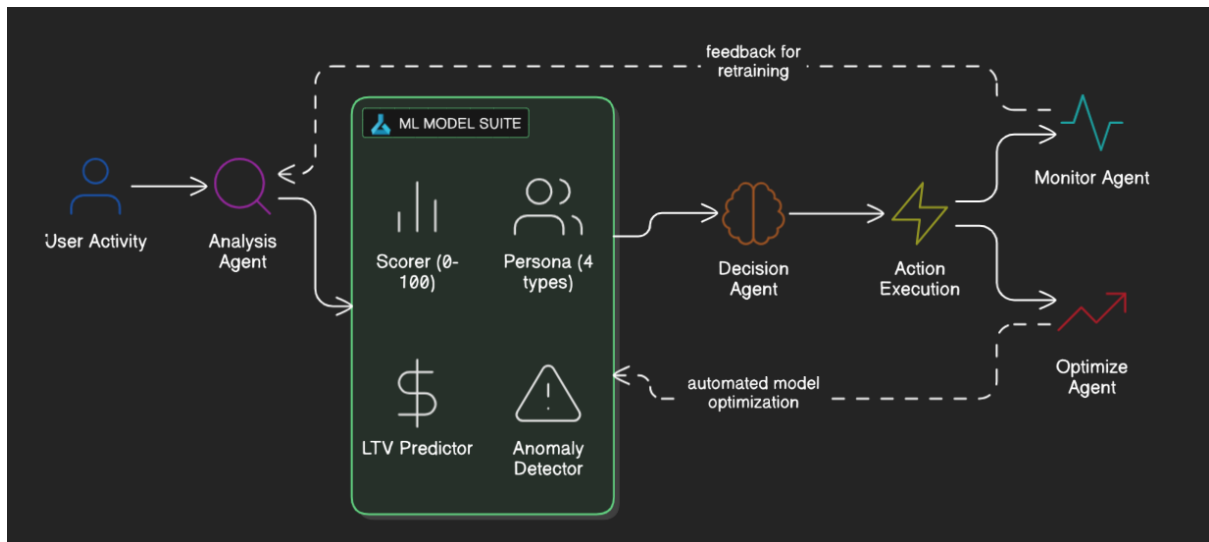 feedback for
retraining
ML MODEL SUITE
User Activity
Analysis
Agent
Scorer (0-
100)
Persona (4
types)
LTV Predictor
Anomaly
Detector
Decision
Agent
Action
Execution
Monitor Agent
Optimize
Agent
automated model
optimization